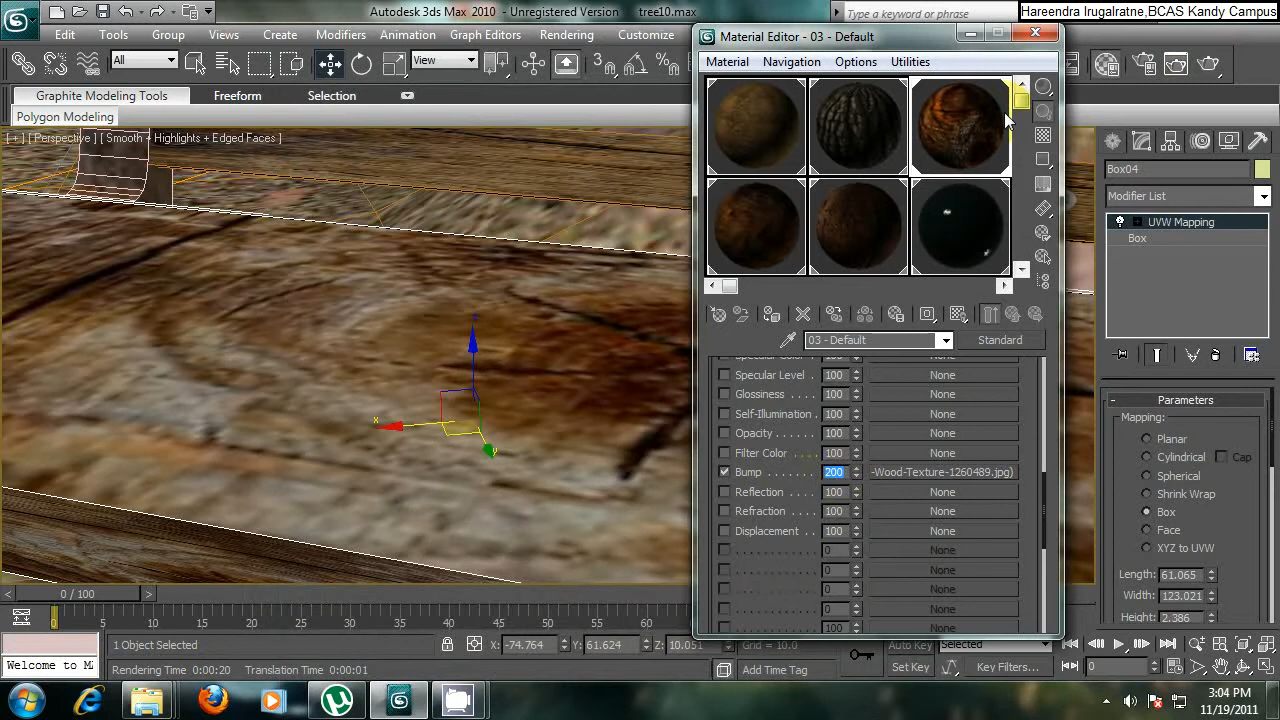 Autodesk 3ds Max 2010 - Unregistered Version tree10.max
Type a keyword or phrase
Hareendra Irugalratne,BCAS Kandy Campus
Edit Tools Group Views Create Modifiers Animation Graph Editors Rendering Customize
All
View
Graphite Modeling Tools Freeform Selection
Polygon Modeling
[ + ] [ Perspective ] [ Smooth + Highlights + Edged Faces ]
x
y
Material Editor - 03 - Default
Material Navigation Options Utilities
03 - Default
Standard
Specular Level . 100 None
Glossiness . . . . 100 None
Self-Illumination . 100 None
Opacity . . . . . . 100 None
Filter Color . . . . 100 None
Bump . . . . . . . 200 -Wood-Texture-1260489.jpg)
Reflection . . . . 100 None
Refraction . . . . 100 None
Displacement . . 100 None
. . . . . . . . . . . . 0 None
. . . . . . . . . . . . 0 None
. . . . . . . . . . . . 0 None
. . . . . . . . . . . . 0 None
100 None
Box04
Modifier List
UVW Mapping
Box
- Parameters
Mapping:
Planar
Cylindrical Cap
Spherical
Shrink Wrap
Box
Face
XYZ to UVW
Length: 61.065
Width: 123.021
Height: 2.386
< 0 / 100 >
0 5 10 15 20 25 30 35 40 45 50 55 60
Welcome to M
1 Object Selected
X: -74.764 Y: 61.624 Z: 10.051
Grid = 10.0
Rendering Time 0:00:20 Translation Time 0:00:01
Add Time Tag
Auto Key Selected
Set Key Key Filters...
0
3:04 PM
11/19/2011